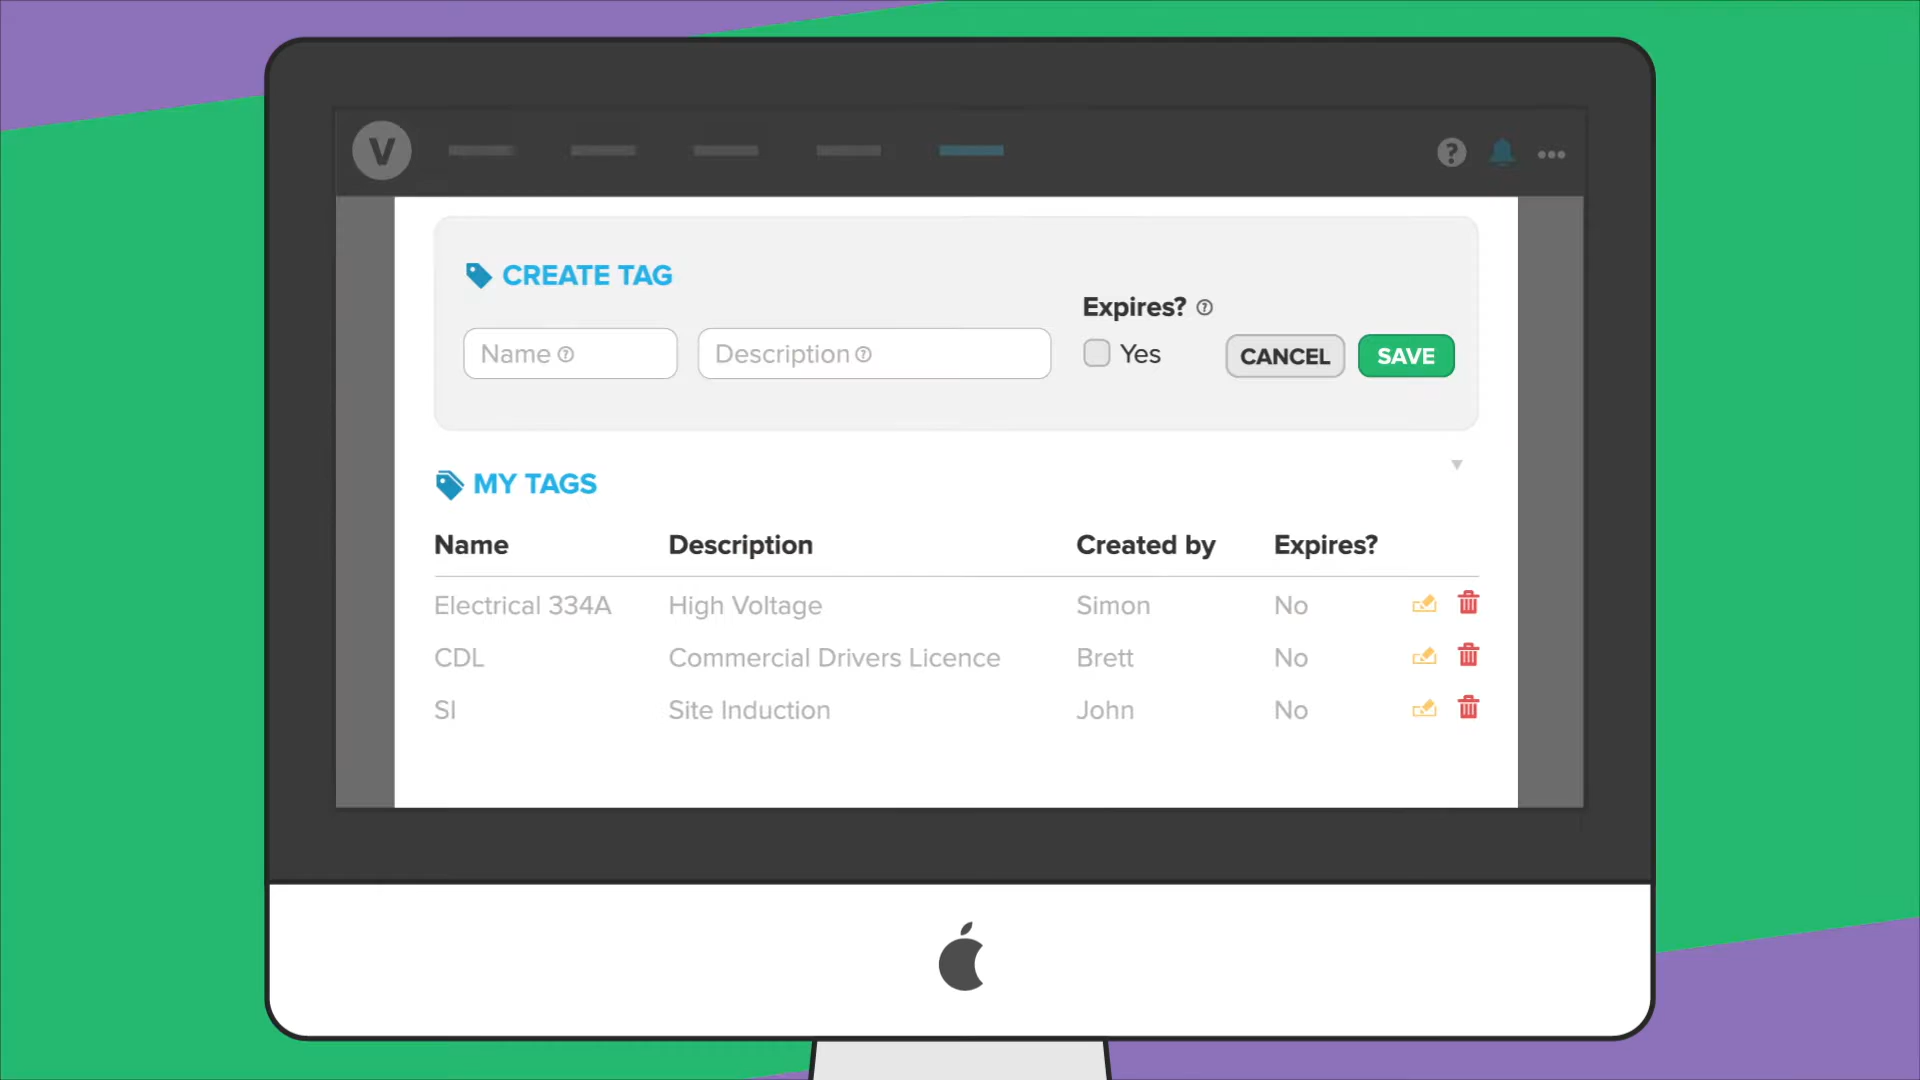 V
?
CREATE TAG
Expires? ?
Name ?
Description ?
Yes
CANCEL
SAVE
MY TAGS
Name Description Created by Expires?
Electrical 334A High Voltage Simon No
CDL Commercial Drivers Licence Brett No
SI Site Induction John No